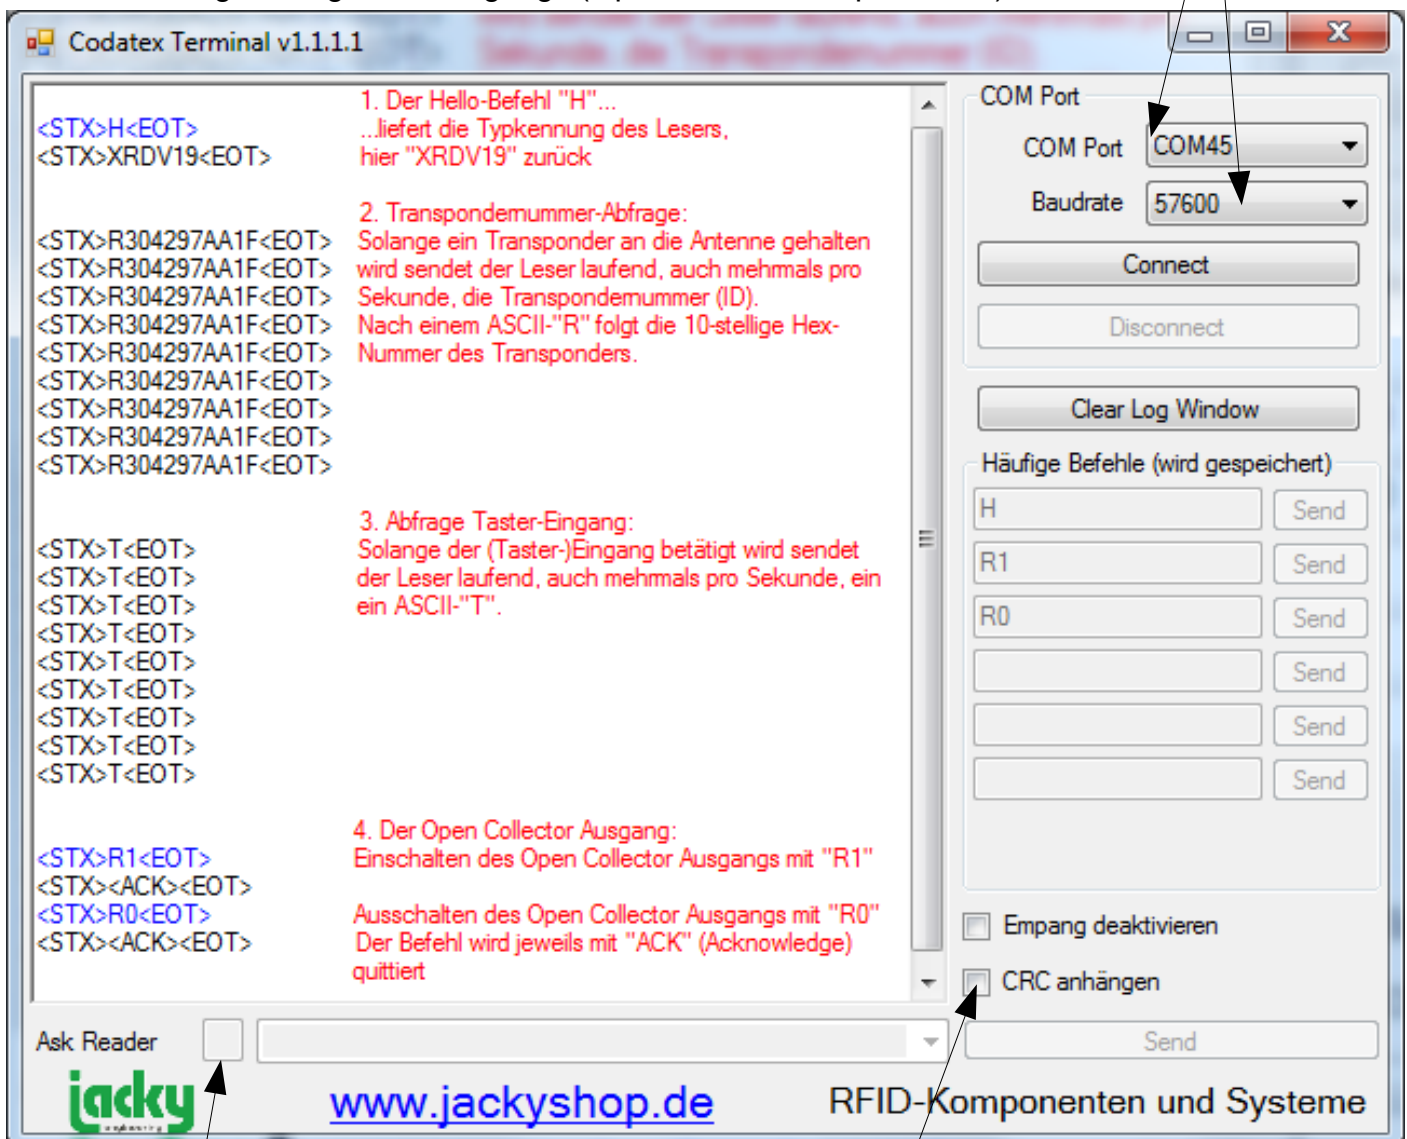 Codatex Terminal v1.1.1.1
1. Der Hello-Befehl "H"...
<STX>H<EOT> ...liefert die Typkennung des Lesers,
<STX>XRDV19<EOT> hier "XRDV19" zurück
2. Transpondernummer-Abfrage:
<STX>R304297AA1F<EOT> Solange ein Transponder an die Antenne gehalten
<STX>R304297AA1F<EOT> wird sendet der Leser laufend, auch mehrmals pro
<STX>R304297AA1F<EOT> Sekunde, die Transpondernummer (ID).
<STX>R304297AA1F<EOT> Nach einem ASCII-"R" folgt die 10-stellige Hex-
<STX>R304297AA1F<EOT> Nummer des Transponders.
<STX>R304297AA1F<EOT>
<STX>R304297AA1F<EOT>
<STX>R304297AA1F<EOT>
<STX>R304297AA1F<EOT>
3. Abfrage Taster-Eingang:
<STX>T<EOT> Solange der (Taster-)Eingang betätigt wird sendet
<STX>T<EOT> der Leser laufend, auch mehrmals pro Sekunde, ein
<STX>T<EOT> ein ASCII-"T".
<STX>T<EOT>
<STX>T<EOT>
<STX>T<EOT>
<STX>T<EOT>
<STX>T<EOT>
<STX>T<EOT>
4. Der Open Collector Ausgang:
<STX>R1<EOT> Einschalten des Open Collector Ausgangs mit "R1"
<STX><ACK><EOT>
<STX>R0<EOT> Ausschalten des Open Collector Ausgangs mit "R0"
<STX><ACK><EOT> Der Befehl wird jeweils mit "ACK" (Acknowledge)
quittiert
COM Port
COM Port COM45
Baudrate 57600
Connect
Disconnect
Clear Log Window
Häufige Befehle (wird gespeichert)
H Send
R1 Send
R0 Send
Send
Send
Send
Empang deaktivieren
CRC anhängen
Ask Reader
Send
jacky
www.jackyshop.de
RFID-Komponenten und Systeme